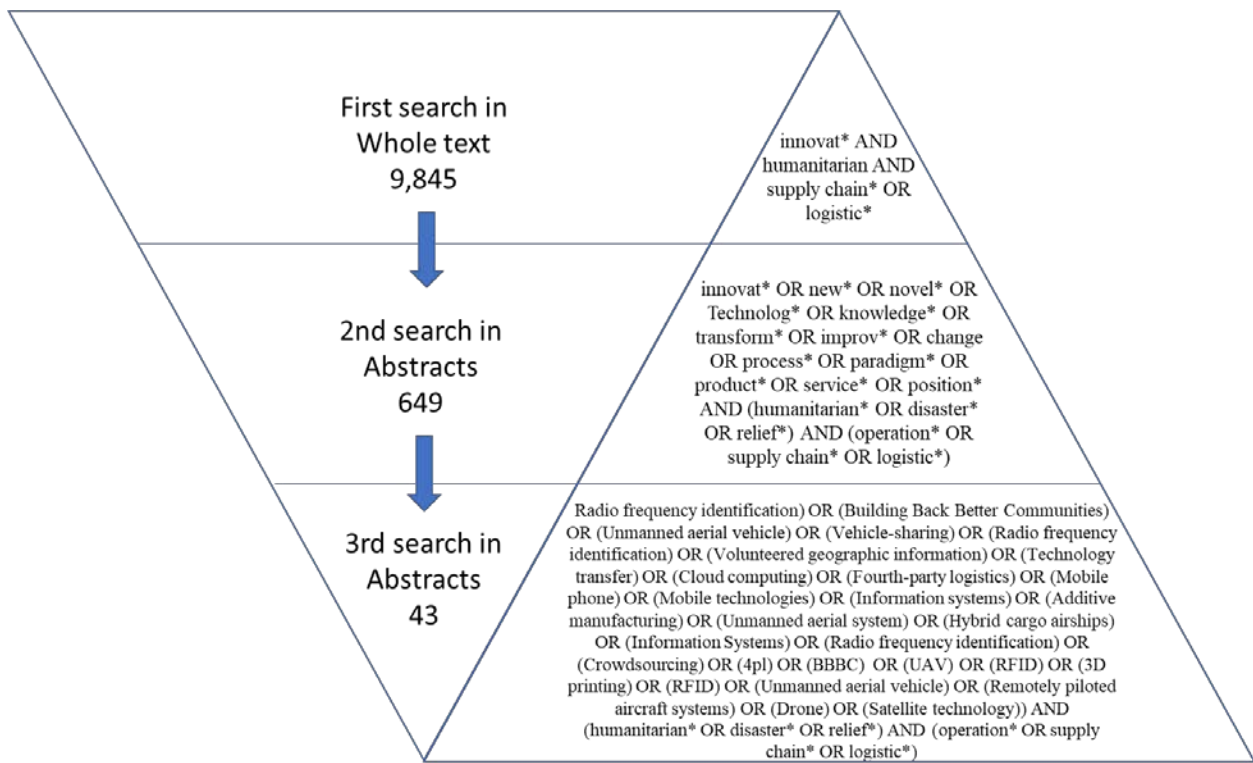 First search in
Whole text
9,845
innovat* AND
humanitarian AND
supply chain* OR
logistic*
2nd search in
Abstracts
649
innovat* OR new* OR novel* OR
Technolog* OR knowledge* OR
transform* OR improv* OR change
OR process* OR paradigm* OR
product* OR service* OR position*
AND (humanitarian* OR disaster*
OR relief*) AND (operation* OR
supply chain* OR logistic*)
3rd search in
Abstracts
43
Radio frequency identification) OR (Building Back Better Communities)
OR (Unmanned aerial vehicle) OR (Vehicle-sharing) OR (Radio frequency
identification) OR (Volunteered geographic information) OR (Technology
transfer) OR (Cloud computing) OR (Fourth-party logistics) OR (Mobile
phone) OR (Mobile technologies) OR (Information systems) OR (Additive
manufacturing) OR (Unmanned aerial system) OR (Hybrid cargo airships)
OR (Information Systems) OR (Radio frequency identification) OR
(Crowdsourcing) OR (4pl) OR (BBBC) OR (UAV) OR (RFID) OR (3D
printing) OR (RFID) OR (Unmanned aerial vehicle) OR (Remotely piloted
aircraft systems) OR (Drone) OR (Satellite technology)) AND
(humanitarian* OR disaster* OR relief*) AND (operation* OR supply
chain* OR logistic*)